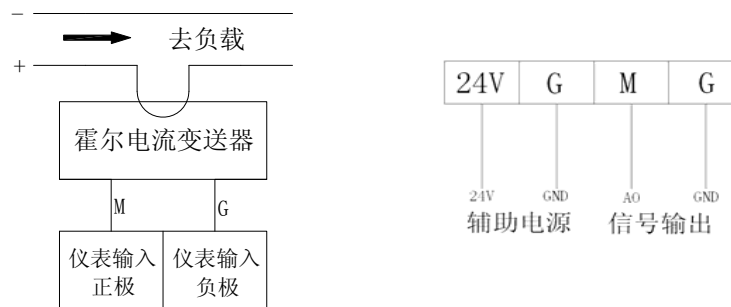 −
去负载
+
霍尔电流变送器
M G
仪表输入 仪表输入
正极 负极
24V G M G
24V GND AO GND
辅助电源 信号输出